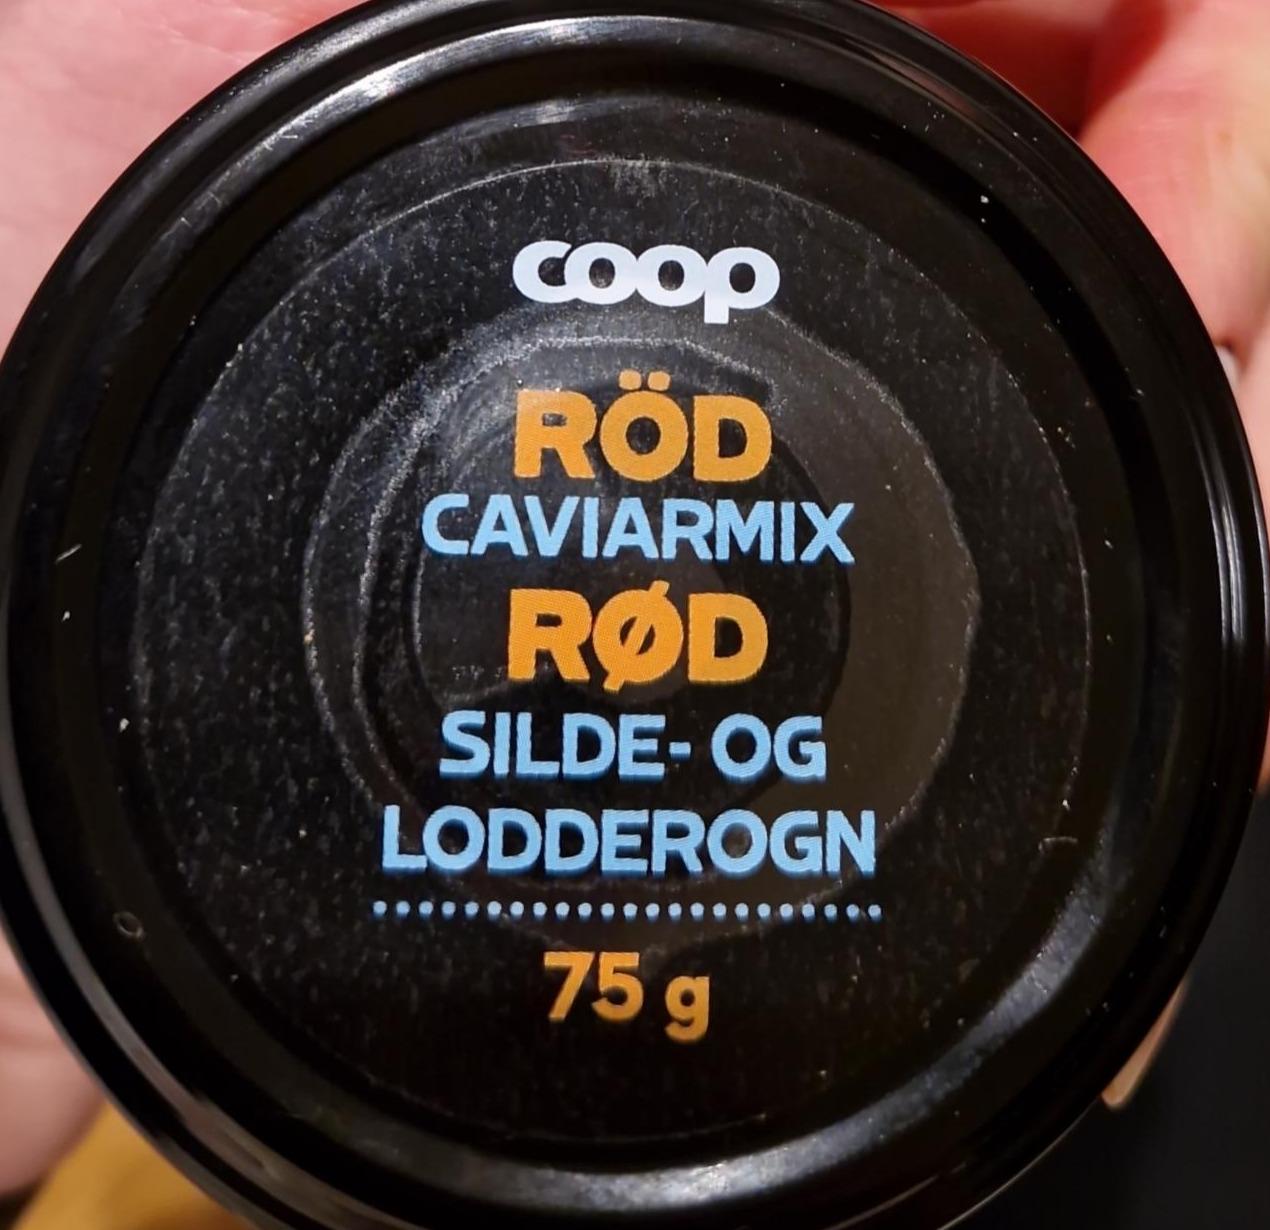 coop
RÖD
CAVIARMIX
RØD
SILDE- OG
LODDEROGN
75 g